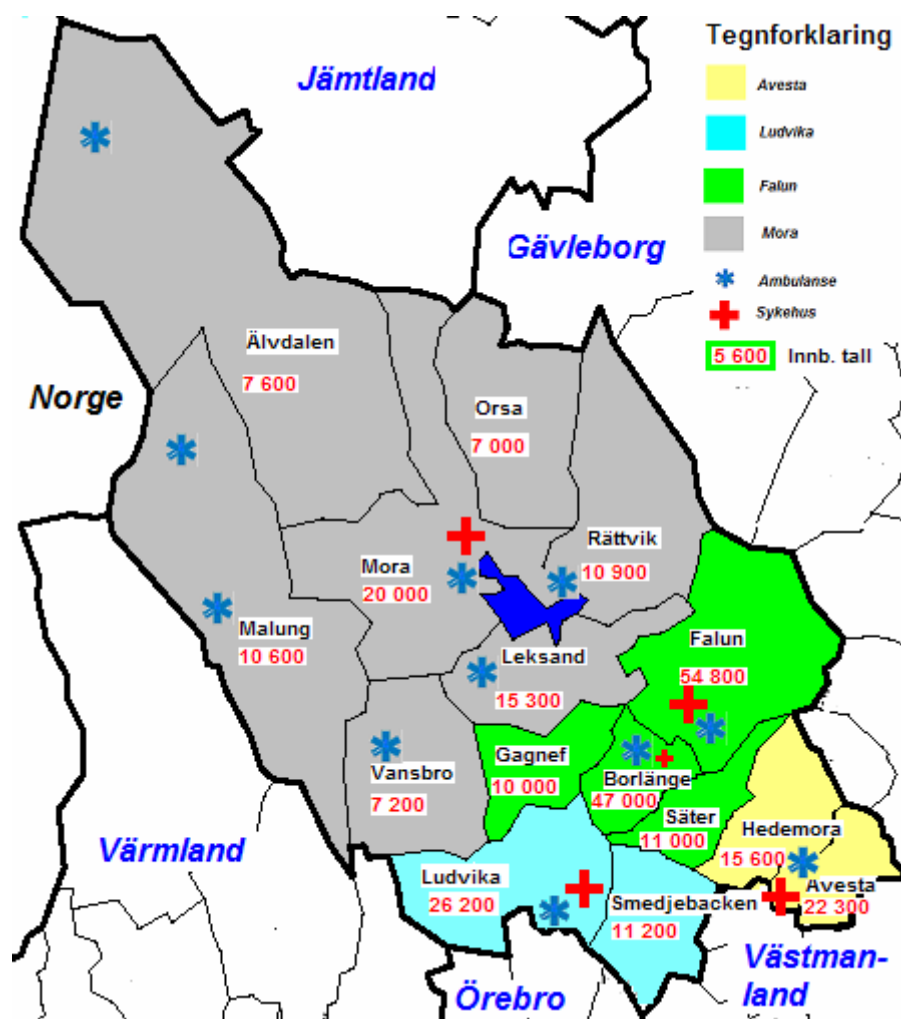 Tegnforklaring
Avesta
Ludvika
Falun
Mora
Ambulanse
Sykehus
5 600 Innb. tall
Jämtland
Gävleborg
Norge
Älvdalen
7 600
Orsa
7 000
Rättvik
10 900
Mora
20 000
Malung
10 600
Leksand
15 300
Falun
54 800
Vansbro
7 200
Gagnef
10 000
Borlänge
47 000
Säter
11 000
Hedemora
15 600
Avesta
22 300
Värmland
Ludvika
26 200
Smedjebacken
11 200
Örebro
Västman-
land